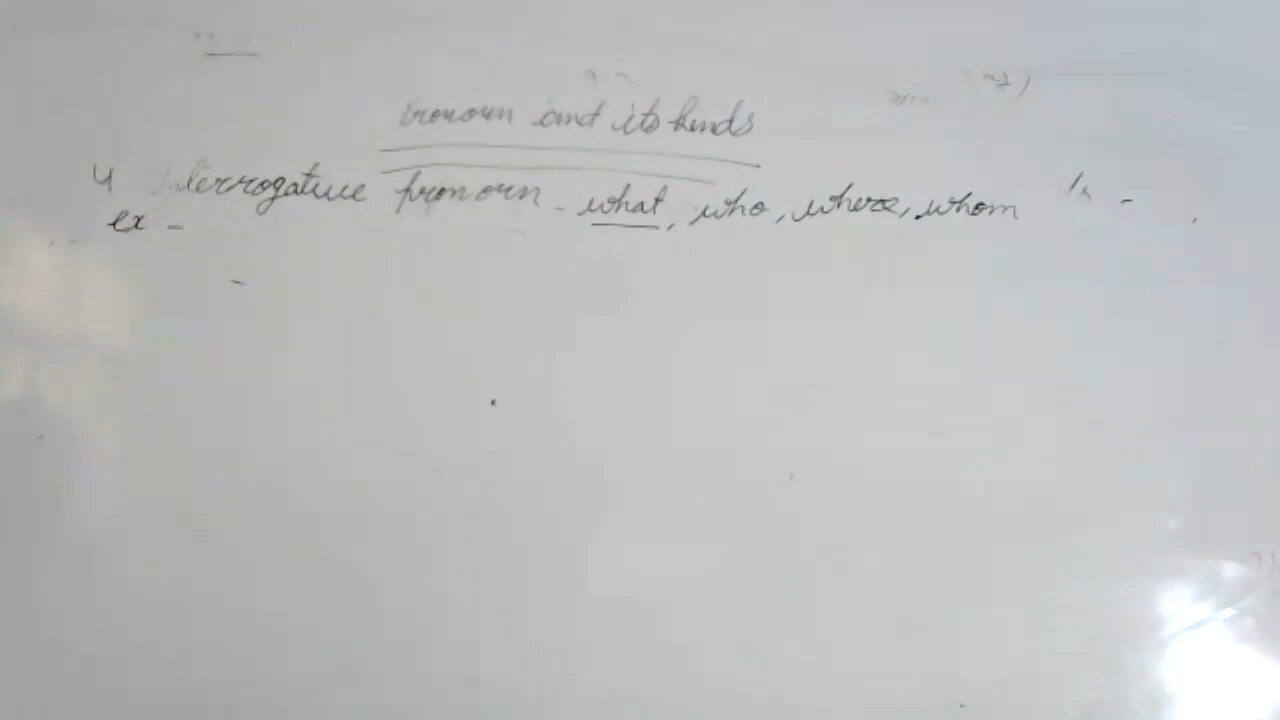 Pronoun and its kinds
4 Interrogative pronoun - what, who, where, whom
ex -